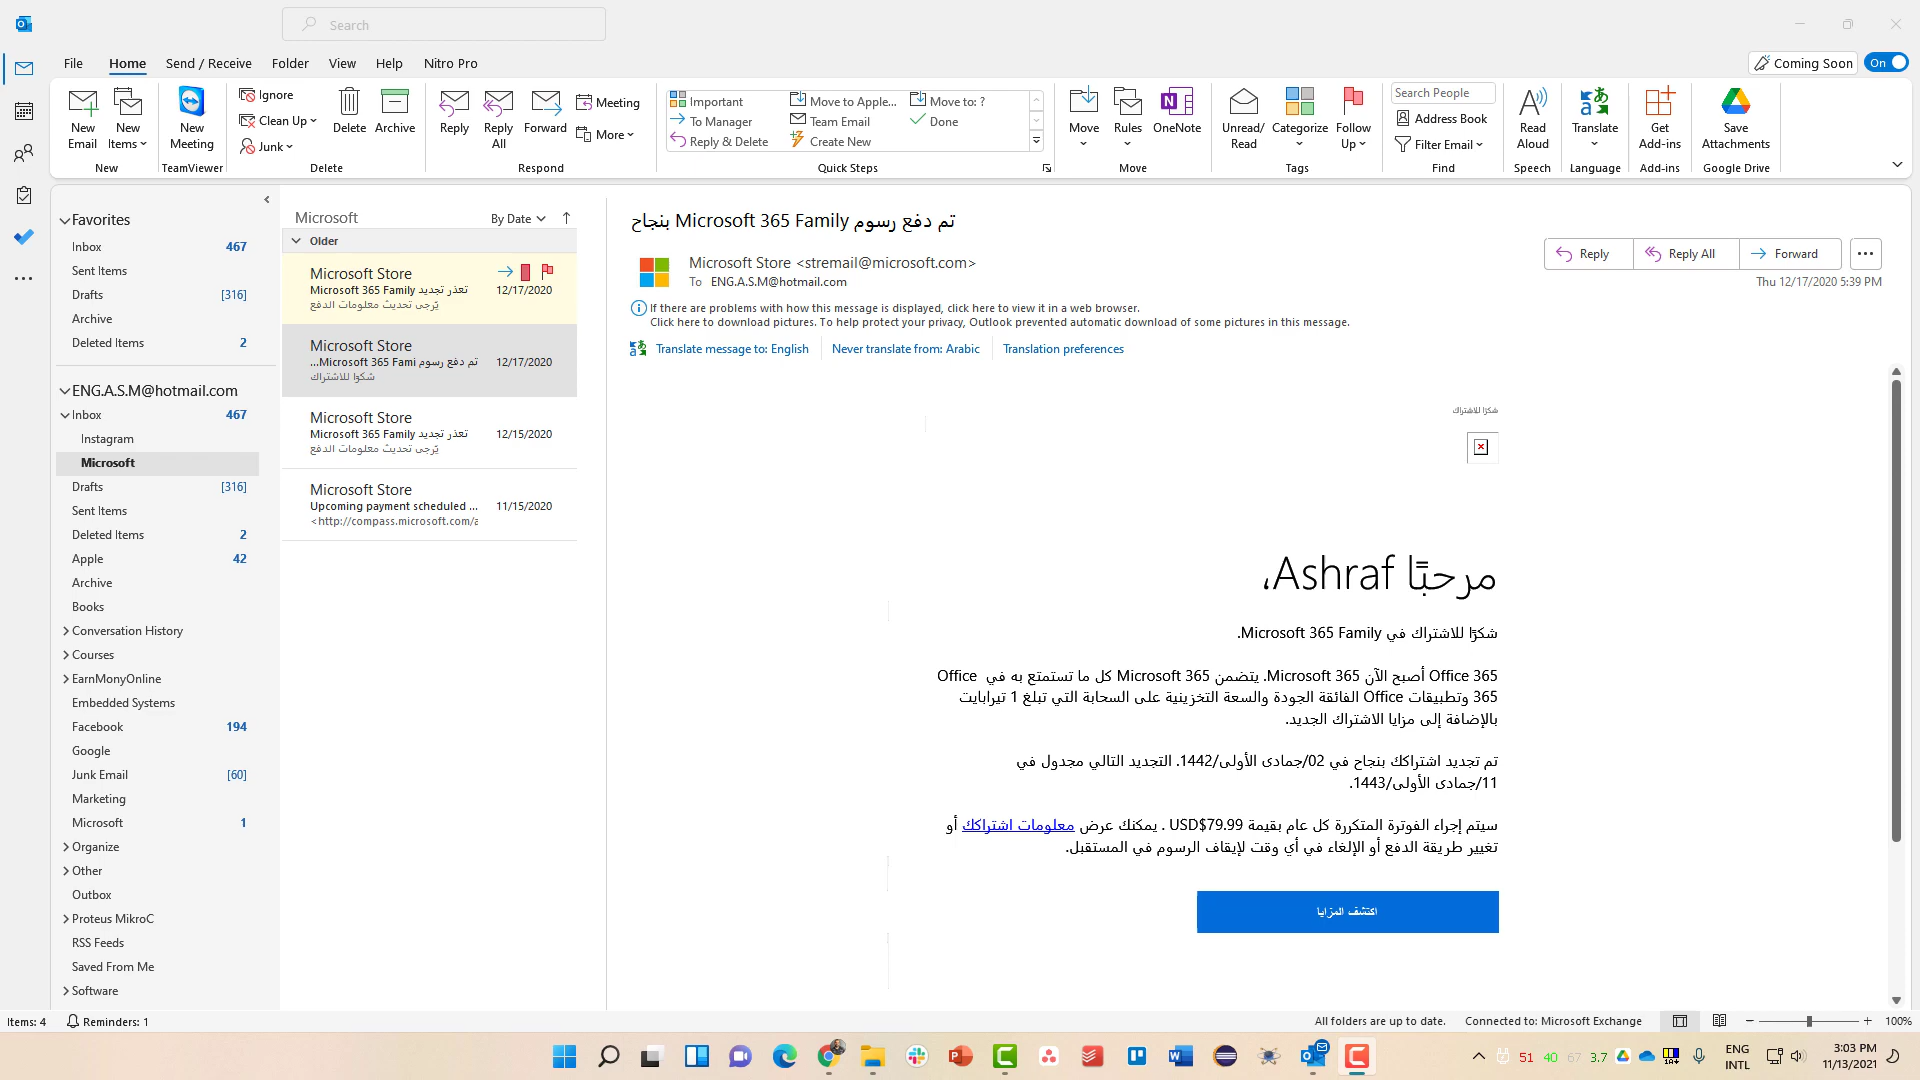 Search
File Home Send / Receive Folder View Help Nitro Pro
Coming Soon On
New Email
New Items
New
New Meeting
TeamViewer
Ignore
Clean Up
Junk
Delete
Archive
Delete
Reply
Reply All
Forward
Meeting
More
Respond
Important
To Manager
Reply & Delete
Move to Apple...
Team Email
Create New
Move to: ?
Done
Quick Steps
Move
Rules
OneNote
Move
Unread/ Read
Categorize
Follow Up
Tags
Search People
Address Book
Filter Email
Find
Read Aloud
Speech
Translate
Language
Get Add-ins
Add-ins
Save Attachments
Google Drive
Favorites
Inbox 467
Sent Items
Drafts [316]
Archive
Deleted Items 2
ENG.A.S.M@hotmail.com
Inbox 467
Instagram
Microsoft
Drafts [316]
Sent Items
Deleted Items 2
Apple 42
Archive
Books
Conversation History
Courses
EarnMonyOnline
Embedded Systems
Facebook 194
Google
Junk Email [60]
Marketing
Microsoft 1
Organize
Other
Outbox
Proteus MikroC
RSS Feeds
Saved From Me
Software
Microsoft By Date
Older
Microsoft Store
تعذر تجديد Microsoft 365 Family 12/17/2020
يُرجى تحديث معلومات الدفع
Microsoft Store
تم دفع رسوم Microsoft 365 Fami... 12/17/2020
شكرًا للاشتراك
Microsoft Store
تعذر تجديد Microsoft 365 Family 12/15/2020
يُرجى تحديث معلومات الدفع
Microsoft Store
Upcoming payment scheduled ... 11/15/2020
<http://compass.microsoft.com/a
تم دفع رسوم Microsoft 365 Family بنجاح
Microsoft Store <stremail@microsoft.com>
To ENG.A.S.M@hotmail.com
Reply Reply All Forward
Thu 12/17/2020 5:39 PM
If there are problems with how this message is displayed, click here to view it in a web browser.
Click here to download pictures. To help protect your privacy, Outlook prevented automatic download of some pictures in this message.
Translate message to: English Never translate from: Arabic Translation preferences
شكرًا للاشتراك
مرحبًا Ashraf،
شكرًا للاشتراك في Microsoft 365 Family.
Office 365 أصبح الآن Microsoft 365. يتضمن Microsoft 365 كل ما تستمتع به في Office
365 وتطبيقات Office الفائقة الجودة والسعة التخزينية على السحابة التي تبلغ 1 تيرابايت
بالإضافة إلى مزايا الاشتراك الجديد.
تم تجديد اشتراكك بنجاح في 02/جمادى الأولى/1442. التجديد التالي مجدول في
11/جمادى الأولى/1443.
سيتم إجراء الفوترة المتكررة كل عام بقيمة USD$79.99 . يمكنك عرض معلومات اشتراكك أو
تغيير طريقة الدفع أو الإلغاء في أي وقت لإيقاف الرسوم في المستقبل.
اكتشف المزايا
Items: 4 Reminders: 1
All folders are up to date. Connected to: Microsoft Exchange 100%
51 40 67 3.7
ENG
INTL
3:03 PM
11/13/2021